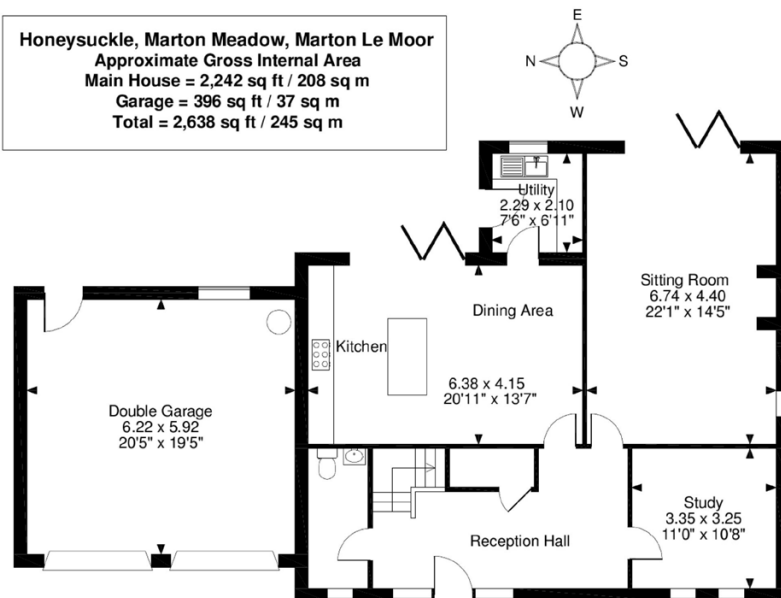 Honeysuckle, Marton Meadow, Marton Le Moor
Approximate Gross Internal Area
Main House = 2,242 sq ft / 208 sq m
Garage = 396 sq ft / 37 sq m
Total = 2,638 sq ft / 245 sq m
E
N
S
W
Utility
2.29 x 2.10
7'6" x 6'11"
Sitting Room
6.74 x 4.40
22'1" x 14'5"
Dining Area
Kitchen
6.38 x 4.15
20'11" x 13'7"
Double Garage
6.22 x 5.92
20'5" x 19'5"
Study
3.35 x 3.25
11'0" x 10'8"
Reception Hall